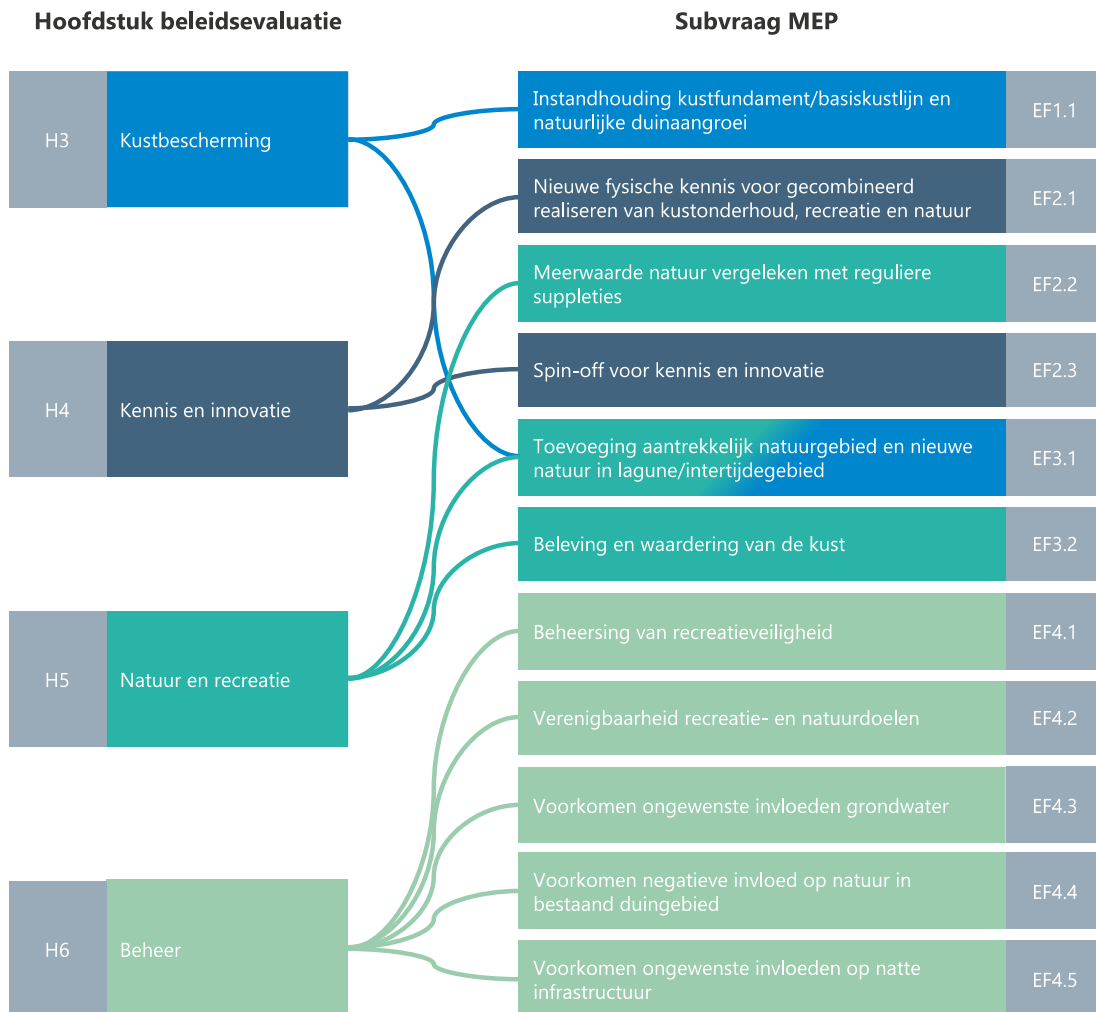 Hoofdstuk beleidsevaluatie
Subvraag MEP
H3
Kustbescherming
H4
Kennis en innovatie
H5
Natuur en recreatie
H6
Beheer
Instandhouding kustfundament/basiskustlijn en
natuurlijke duinaangroei
EF1.1
Nieuwe fysische kennis voor gecombineerd
realiseren van kustonderhoud, recreatie en natuur
EF2.1
Meerwaarde natuur vergeleken met reguliere
suppleties
EF2.2
Spin-off voor kennis en innovatie
EF2.3
Toevoeging aantrekkelijk natuurgebied en nieuwe
natuur in lagune/intertijdegebied
EF3.1
Beleving en waardering van de kust
EF3.2
Beheersing van recreatieveiligheid
EF4.1
Verenigbaarheid recreatie- en natuurdoelen
EF4.2
Voorkomen ongewenste invloeden grondwater
EF4.3
Voorkomen negatieve invloed op natuur in
bestaand duingebied
EF4.4
Voorkomen ongewenste invloeden op natte
infrastructuur
EF4.5